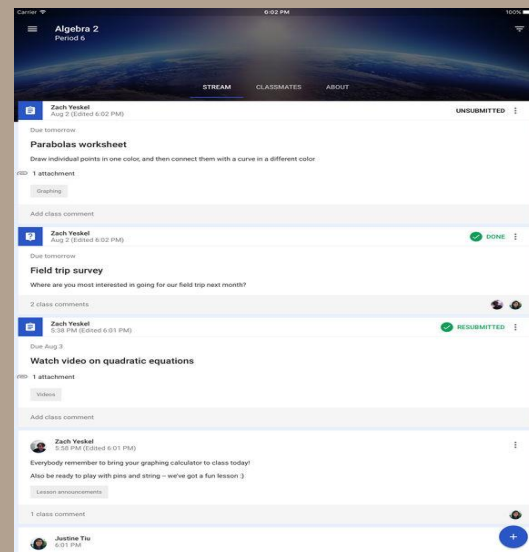 Carrier
6:02 PM
100%
Algebra 2
Period 6
STREAM CLASSMATES ABOUT
Zach Yeskel
Aug 2 (Edited 6:02 PM)
UNSUBMITTED
Due tomorrow
Parabolas worksheet
Draw individual points in one color, and then connect them with a curve in a different color
1 attachment
Graphing
Add class comment
Zach Yeskel
Aug 2 (Edited 6:02 PM)
DONE
Due tomorrow
Field trip survey
Where are you most interested in going for our field trip next month?
2 class comments
Zach Yeskel
5:38 PM (Edited 6:01 PM)
RESUBMITTED
Due Aug 3
Watch video on quadratic equations
1 attachment
Videos
Add class comment
Zach Yeskel
5:58 PM (Edited 6:01 PM)
Everybody remember to bring your graphing calculator to class today!
Also be ready to play with pins and string – we've got a fun lesson :)
Lesson announcements
1 class comment
Justine Tiu
6:01 PM